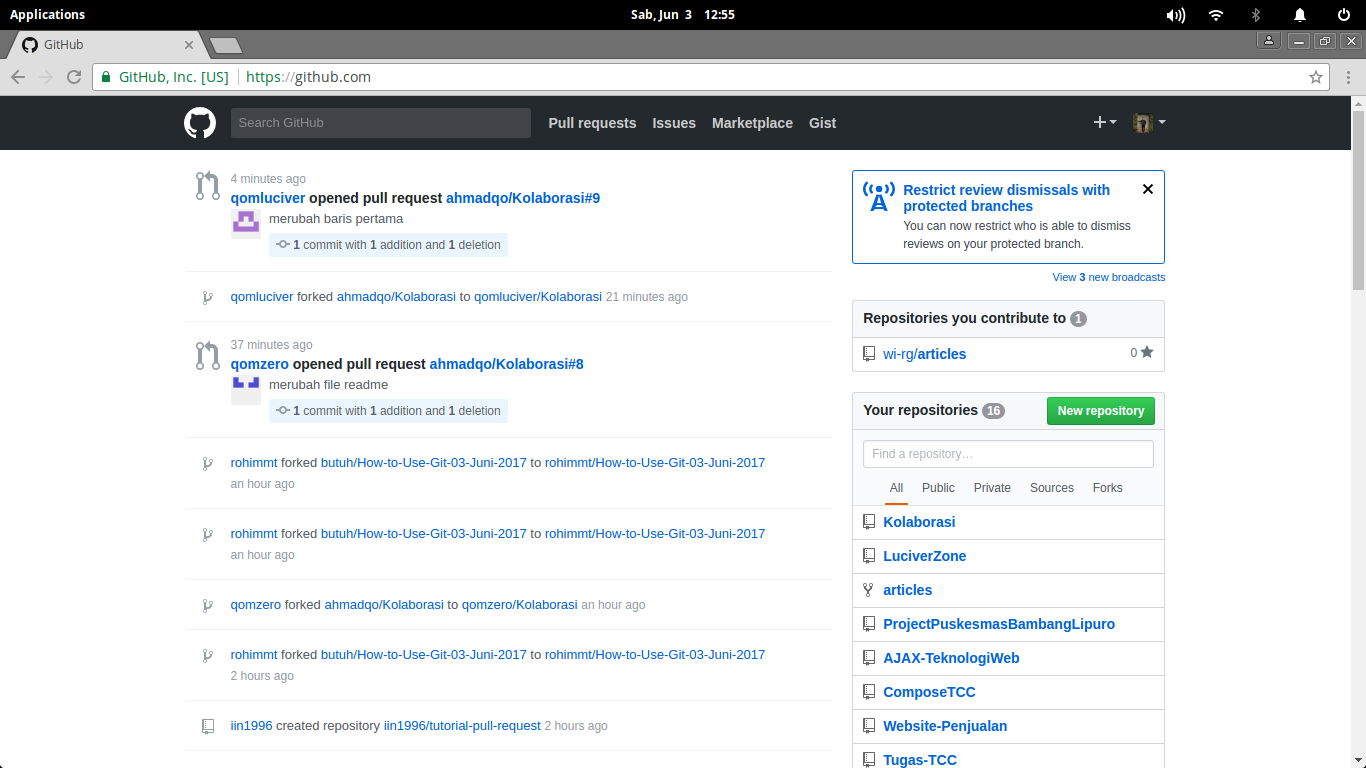 Applications
Sab, Jun 3 12:55
GitHub
GitHub, Inc. [US] https://github.com
Search GitHub
Pull requests Issues Marketplace Gist
4 minutes ago
qomluciver opened pull request ahmadqo/Kolaborasi#9
merubah baris pertama
1 commit with 1 addition and 1 deletion
qomluciver forked ahmadqo/Kolaborasi to qomluciver/Kolaborasi 21 minutes ago
37 minutes ago
qomzero opened pull request ahmadqo/Kolaborasi#8
merubah file readme
1 commit with 1 addition and 1 deletion
rohimmt forked butuh/How-to-Use-Git-03-Juni-2017 to rohimmt/How-to-Use-Git-03-Juni-2017
an hour ago
rohimmt forked butuh/How-to-Use-Git-03-Juni-2017 to rohimmt/How-to-Use-Git-03-Juni-2017
an hour ago
qomzero forked ahmadqo/Kolaborasi to qomzero/Kolaborasi an hour ago
rohimmt forked butuh/How-to-Use-Git-03-Juni-2017 to rohimmt/How-to-Use-Git-03-Juni-2017
2 hours ago
iin1996 created repository iin1996/tutorial-pull-request 2 hours ago
Restrict review dismissals with
protected branches
You can now restrict who is able to dismiss
reviews on your protected branch.
View 3 new broadcasts
Repositories you contribute to 1
wi-rg/articles 0
Your repositories 16 New repository
Find a repository…
All Public Private Sources Forks
Kolaborasi
LuciverZone
articles
ProjectPuskesmasBambangLipuro
AJAX-TeknologiWeb
ComposeTCC
Website-Penjualan
Tugas-TCC